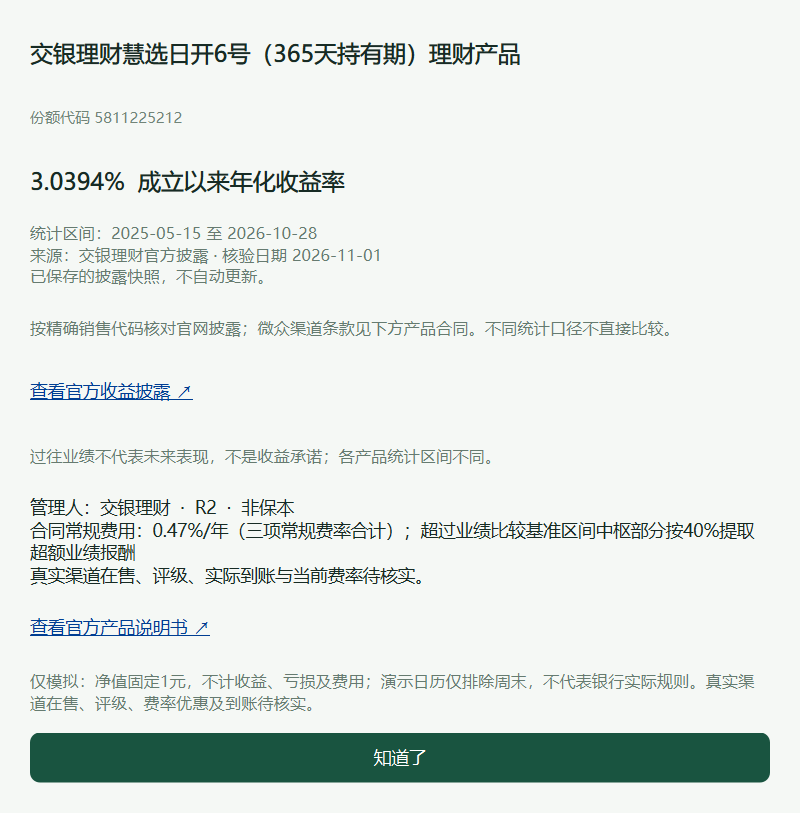 交银理财慧选日开6号（365天持有期）理财产品
份额代码 5811225212
3.0394% 成立以来年化收益率
统计区间：2025-05-15 至 2026-10-28
来源：交银理财官方披露 · 核验日期 2026-11-01
已保存的披露快照，不自动更新。
按精确销售代码核对官网披露；微众渠道条款见下方产品合同。不同统计口径不直接比较。
查看官方收益披露 ↗
过往业绩不代表未来表现，不是收益承诺；各产品统计区间不同。
管理人：交银理财 · R2 · 非保本
合同常规费用：0.47%/年（三项常规费率合计）；超过业绩比较基准区间中枢部分按40%提取
超额业绩报酬
真实渠道在售、评级、实际到账与当前费率待核实。
查看官方产品说明书 ↗
仅模拟：净值固定1元，不计收益、亏损及费用；演示日历仅排除周末，不代表银行实际规则。真实渠
道在售、评级、费率优惠及到账待核实。
知道了